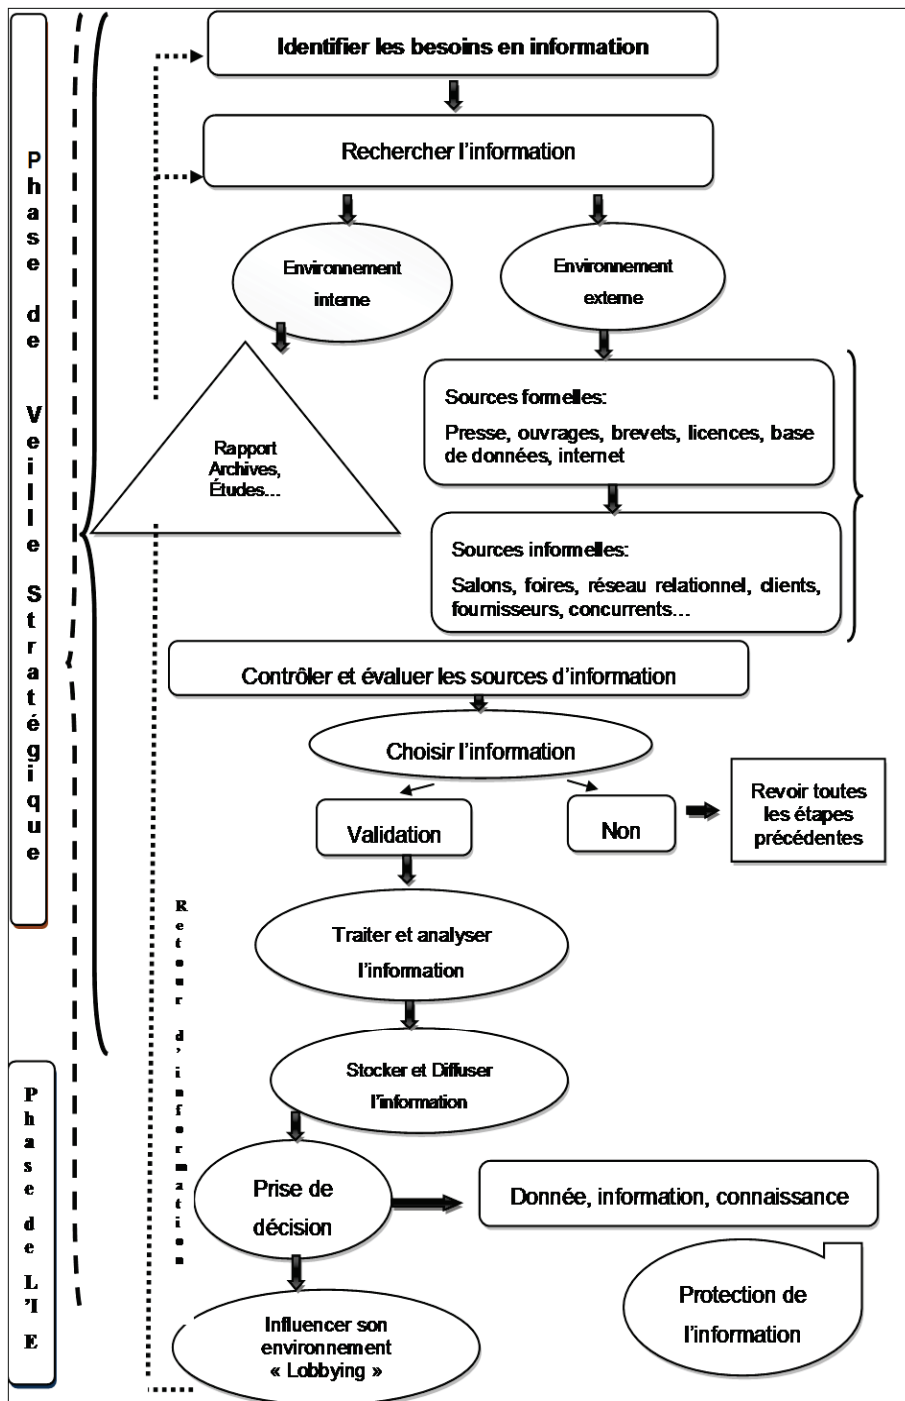 Identifier les besoins en information
Rechercher l'information
Environnement
interne
Environnement
externe
Rapport
Archives,
Études…
Sources formelles:
Presse, ouvrages, brevets, licences, base
de données, internet
Sources informelles:
Salons, foires, réseau relationnel, clients,
fournisseurs, concurrents…
Contrôler et évaluer les sources d'information
Choisir l'information
Validation
Non
Revoir toutes
les étapes
précédentes
Traiter et analyser
l'information
Stocker et Diffuser
l'information
Prise de
décision
Donnée, information, connaissance
Protection de
l'information
Influencer son
environnement
« Lobbying »
Phase de Veille Stratégique
Phase de L'IE
Retour d'information